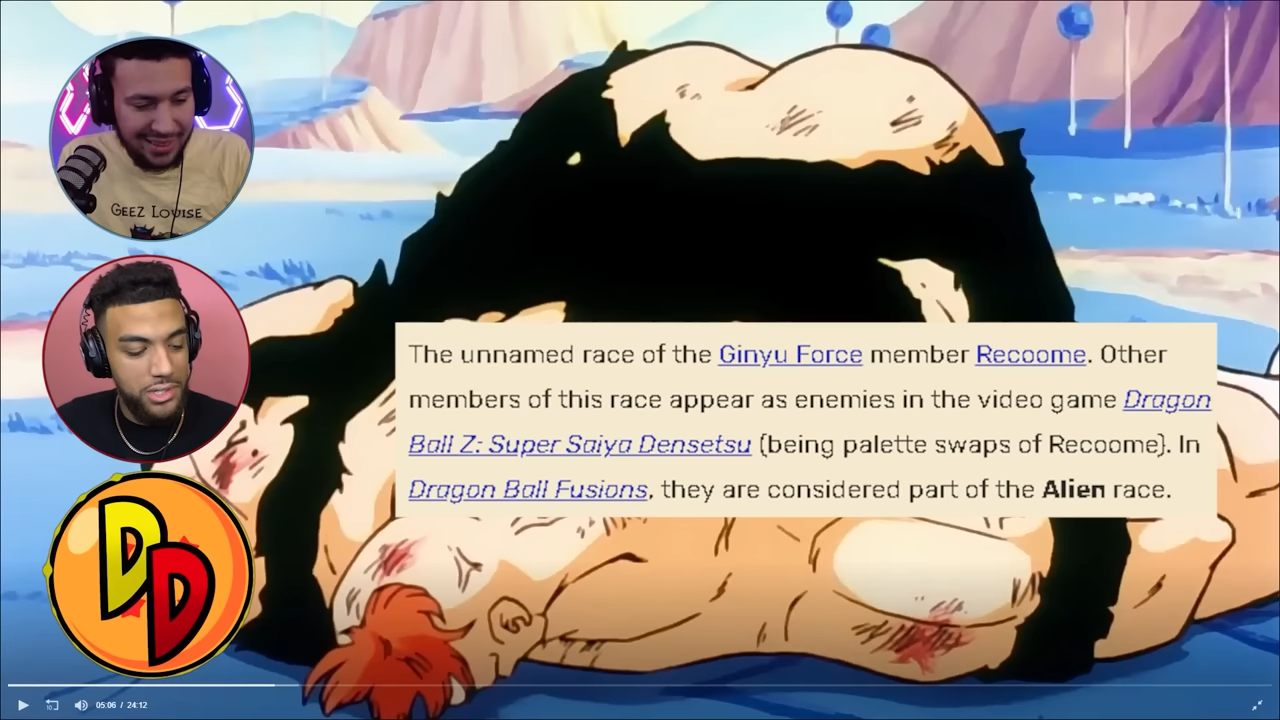 GEEZ LOUISE
The unnamed race of the Ginyu Force member Recoome. Other
members of this race appear as enemies in the video game Dragon
Ball Z: Super Saiya Densetsu (being palette swaps of Recoome). In
Dragon Ball Fusions, they are considered part of the Alien race.
DD
10
05:06 / 24:12